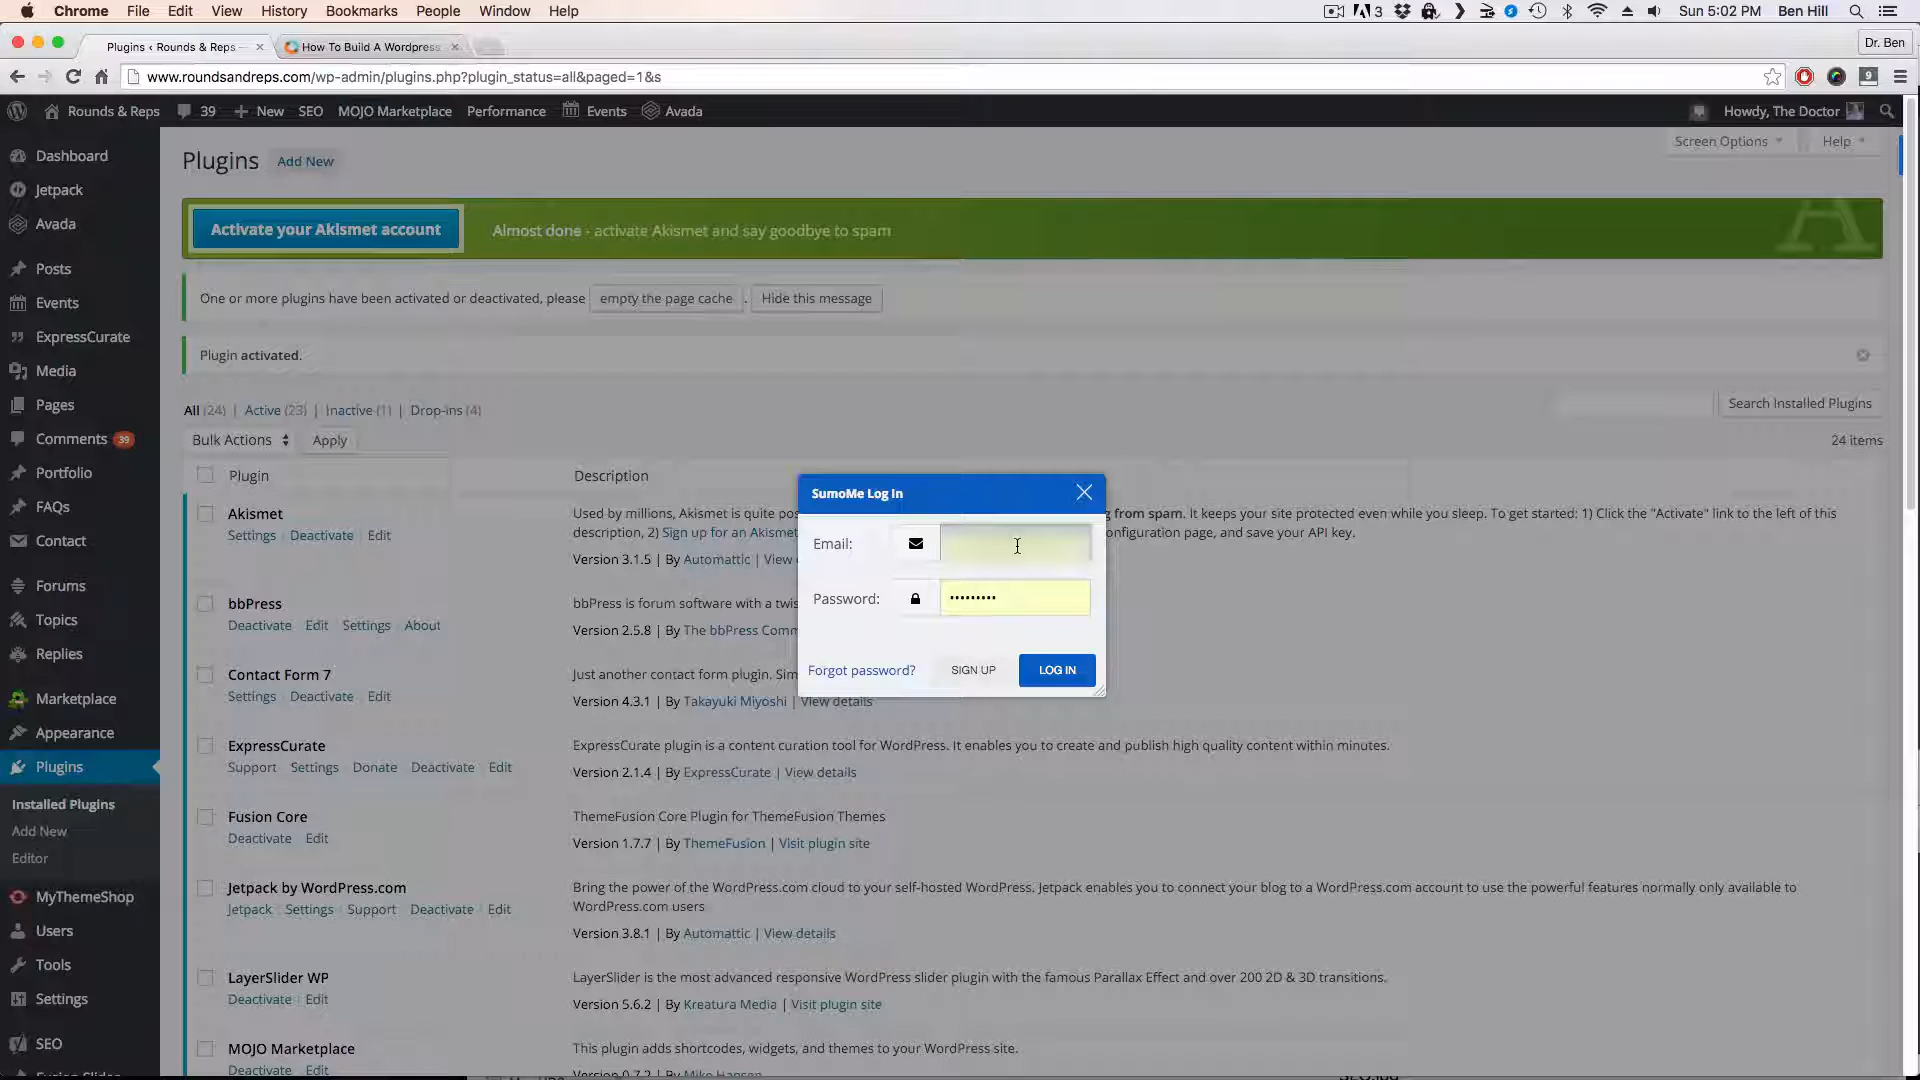 Chrome File Edit View History Bookmarks People Window Help
3 Sun 5:02 PM Ben Hill
Plugins ‹ Rounds & Reps — × How To Build A Wordpress × Dr. Ben
www.roundsandreps.com/wp-admin/plugins.php?plugin_status=all&paged=1&s 9
Rounds & Reps 39 + New SEO MOJO Marketplace Performance Events Avada Howdy, The Doctor
Screen Options Help
Dashboard
Jetpack
Avada
Posts
Events
ExpressCurate
Media
Pages
Comments 39
Portfolio
FAQs
Contact
Forums
Topics
Replies
Marketplace
Appearance
Plugins
Installed Plugins
Add New
Editor
MyThemeShop
Users
Tools
Settings
SEO
Plugins Add New
Activate your Akismet account Almost done - activate Akismet and say goodbye to spam
One or more plugins have been activated or deactivated, please empty the page cache . Hide this message
Plugin activated.
All (24) | Active (23) | Inactive (1) | Drop-ins (4) Search Installed Plugins
Bulk Actions Apply 24 items
Plugin Description
Akismet
Settings Deactivate Edit
Used by millions, Akismet is quite pos from spam. It keeps your site protected even while you sleep. To get started: 1) Click the "Activate" link to the left of this
description, 2) Sign up for an Akismet onfiguration page, and save your API key.
Version 3.1.5 | By Automattic | View
bbPress
Deactivate Edit Settings About
bbPress is forum software with a twis
Version 2.5.8 | By The bbPress Comm
Contact Form 7
Settings Deactivate Edit
Just another contact form plugin. Sim
Version 4.3.1 | By Takayuki Miyoshi | View details
SumoMe Log In
Email:
Password: •••••••••
Forgot password? SIGN UP LOG IN
ExpressCurate
Support Settings Donate Deactivate Edit
ExpressCurate plugin is a content curation tool for WordPress. It enables you to create and publish high quality content within minutes.
Version 2.1.4 | By ExpressCurate | View details
Fusion Core
Deactivate Edit
ThemeFusion Core Plugin for ThemeFusion Themes
Version 1.7.7 | By ThemeFusion | Visit plugin site
Jetpack by WordPress.com
Jetpack Settings Support Deactivate Edit
Bring the power of the WordPress.com cloud to your self-hosted WordPress. Jetpack enables you to connect your blog to a WordPress.com account to use the powerful features normally only available to
WordPress.com users
Version 3.8.1 | By Automattic | View details
LayerSlider WP
Deactivate Edit
LayerSlider is the most advanced responsive WordPress slider plugin with the famous Parallax Effect and over 200 2D & 3D transitions.
Version 5.6.2 | By Kreatura Media | Visit plugin site
MOJO Marketplace
Deactivate Edit
This plugin adds shortcodes, widgets, and themes to your WordPress site.
Version 0.7.2 | By Mike Hansen